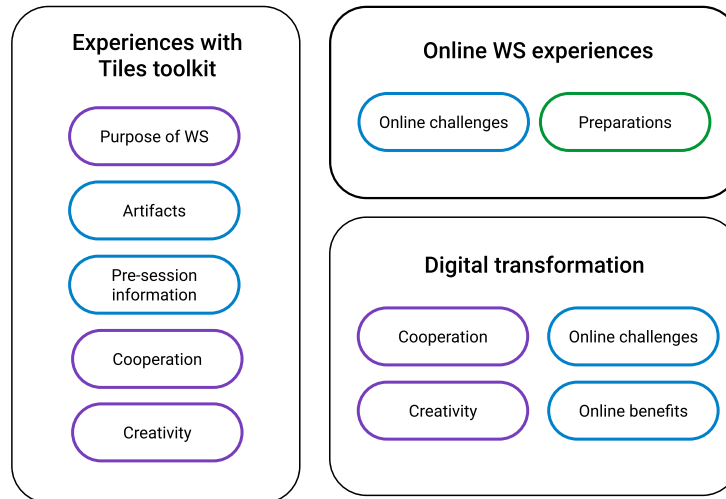 Experiences with
Tiles toolkit
Purpose of WS
Artifacts
Pre-session
information
Cooperation
Creativity
Online WS experiences
Online challenges
Preparations
Digital transformation
Cooperation
Online challenges
Creativity
Online benefits